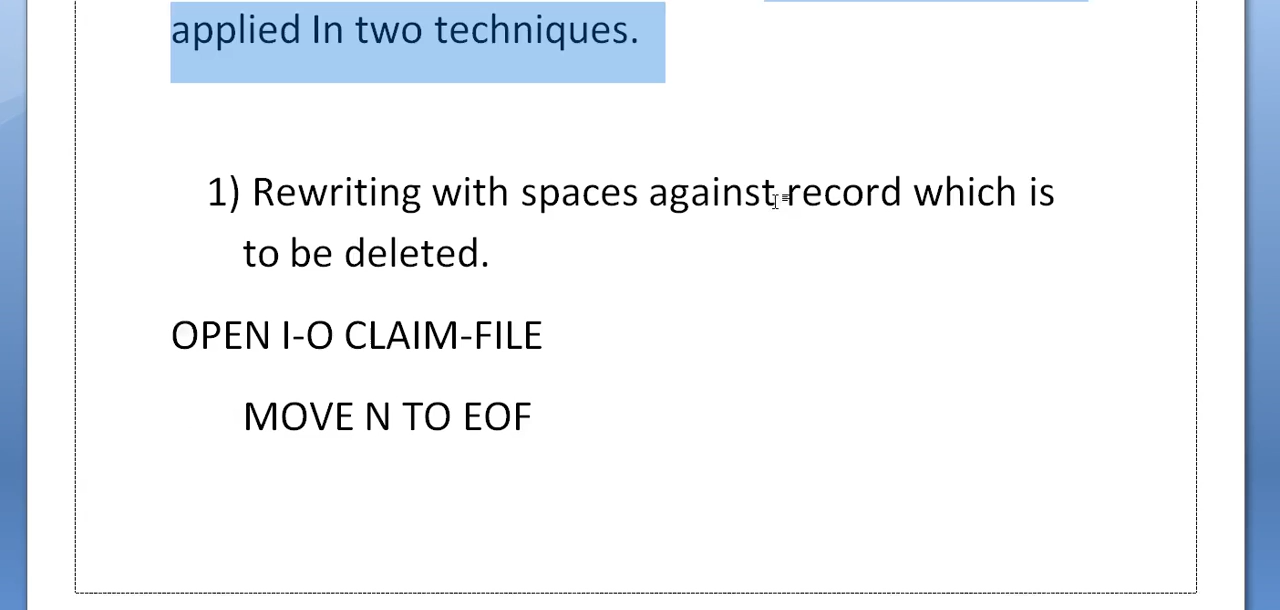 applied In two techniques.
1) Rewriting with spaces against record which is
to be deleted.
OPEN I-O CLAIM-FILE
MOVE N TO EOF